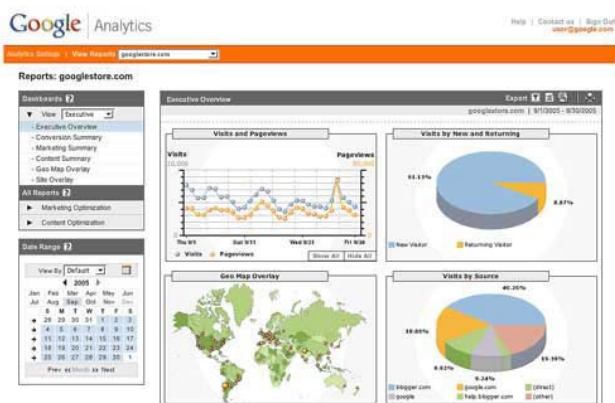 Google Analytics
Help | Contact us | Sign Out
user@google.com
Analytics Settings | View Reports googlestore.com
Reports: googlestore.com
Dashboards
View Executive
- Executive Overview
- Conversion Summary
- Marketing Summary
- Content Summary
- Geo Map Overlay
- Site Overlay
All Reports
Marketing Optimization
Content Optimization
Date Range
View By Default
2005
Jan Feb Mar Apr May Jun
Jul Aug Sep Oct Nov Dec
S M T W T F S
28 29 30 31 1 2 3
4 5 6 7 8 9 10
11 12 13 14 15 16 17
18 19 20 21 22 23 24
25 26 27 28 29 30 1
Prev << Month >> Next
Executive Overview
Export
googlestore.com | 9/1/2005 - 9/30/2005
Visits and Pageviews
Visits Pageviews
10,000
Thu 9/1 Sun 9/11 Wed 9/21 Fri 9/30
Visits Pageviews Show All Hide All
Visits by New and Returning
91.13%
8.87%
New Visitor Returning Visitor
Geo Map Overlay
Visits by Source
40.20%
9.24%
blogger.com google.com (direct)
google help.blogger.com (other)